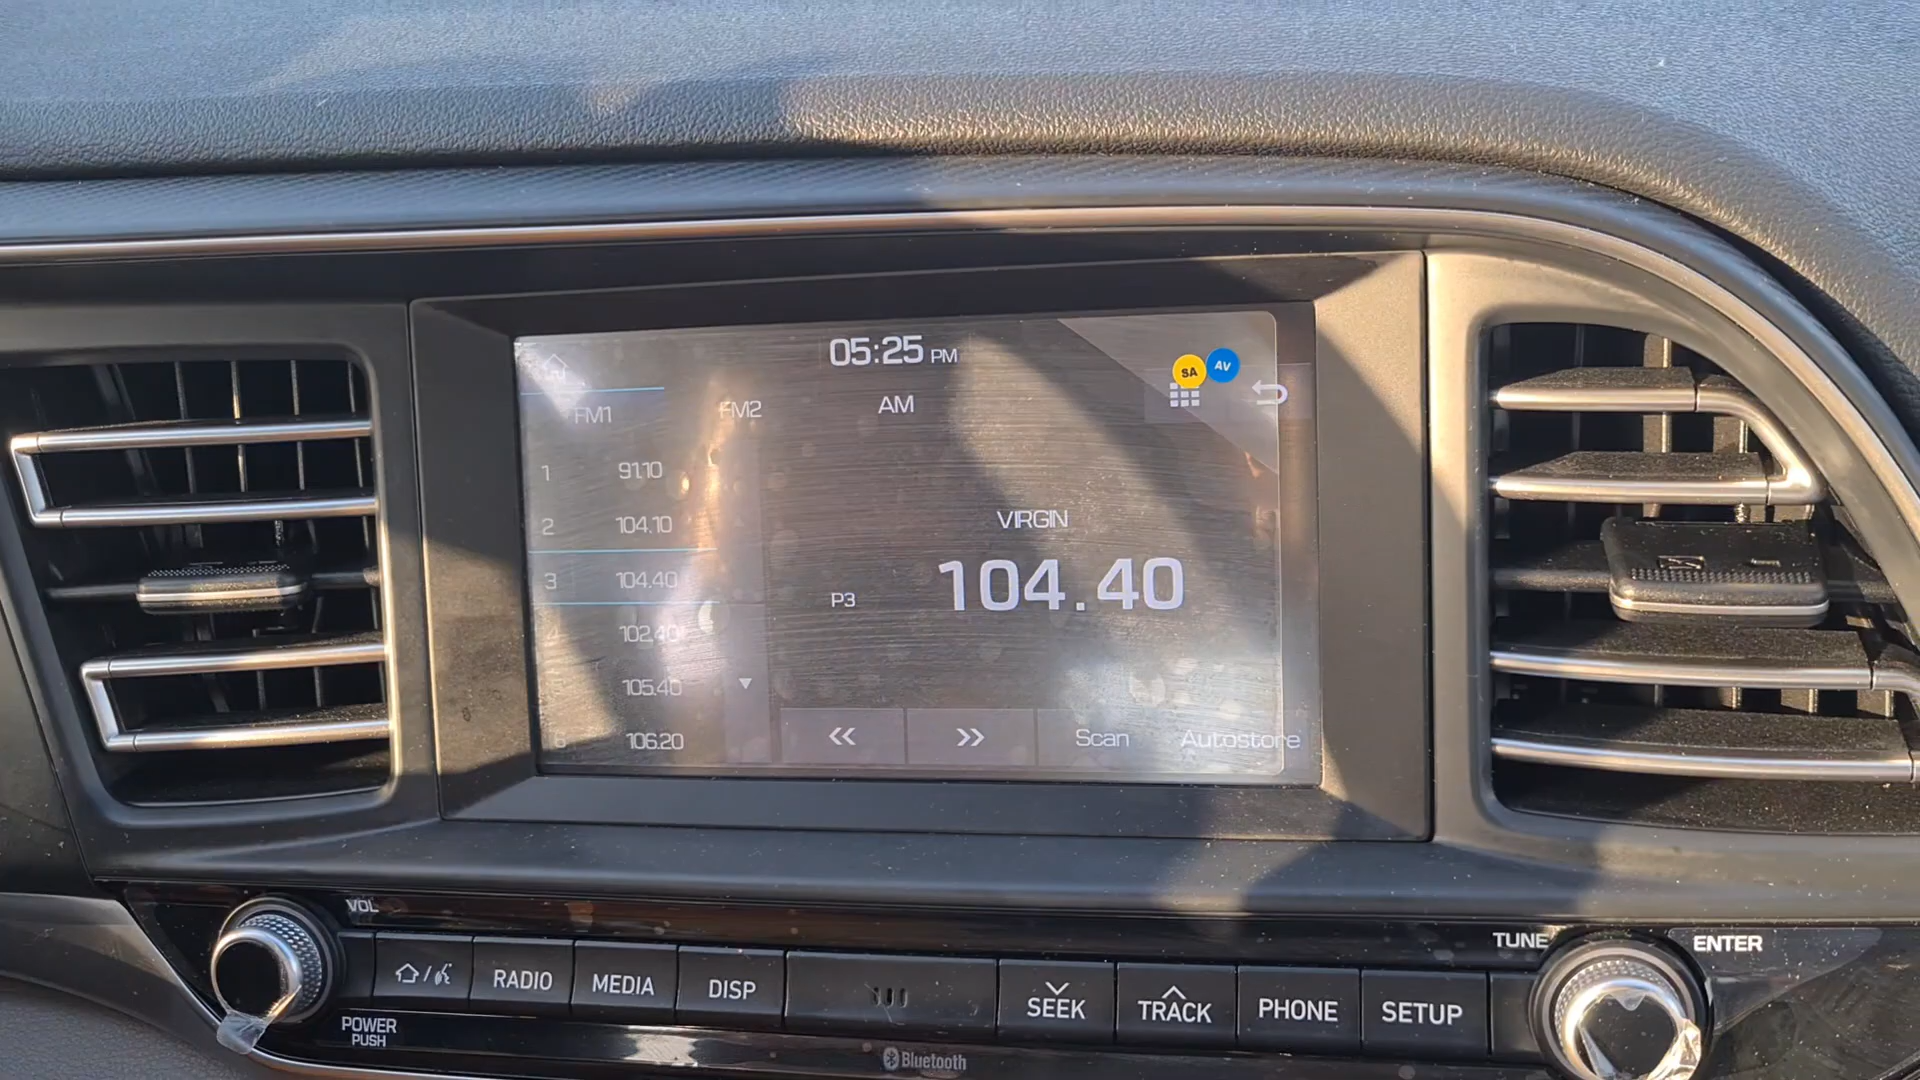 05:25 PM
SA AV
FM1 FM2 AM
1 91.10
2 104.10
3 104.40
4 102.40
105.40
6 106.20
VIRGIN
P3 104.40
Scan Autostore
VOL
POWER
PUSH
RADIO
MEDIA
DISP
SEEK
TRACK
PHONE
SETUP
TUNE
ENTER
Bluetooth